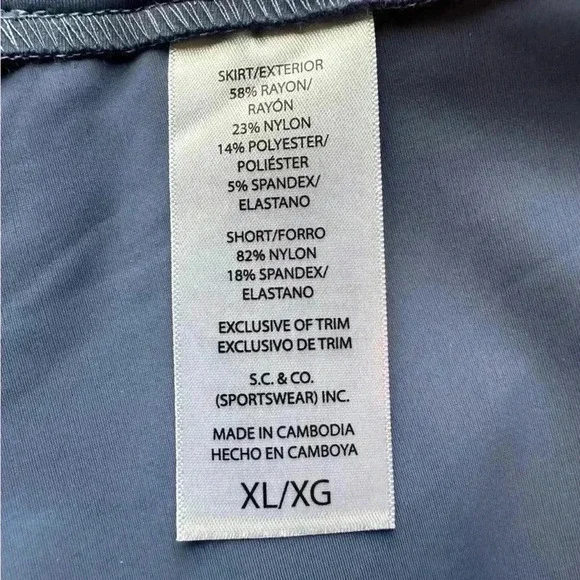 SKIRT/EXTERIOR
58% RAYON/
RAYÓN
23% NYLON
14% POLYESTER/
POLIÉSTER
5% SPANDEX/
ELASTANO
SHORT/FORRO
82% NYLON
18% SPANDEX/
ELASTANO
EXCLUSIVE OF TRIM
EXCLUSIVO DE TRIM
S.C. & CO.
(SPORTSWEAR) INC.
MADE IN CAMBODIA
HECHO EN CAMBOYA
XL/XG